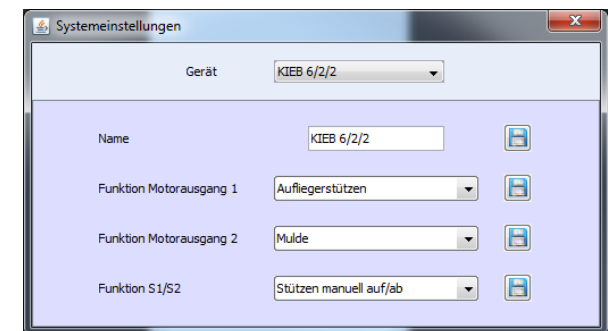 Systemeinstellungen
Gerät KIEB 6/2/2
Name KIEB 6/2/2
Funktion Motorausgang 1 Aufliegerstützen
Funktion Motorausgang 2 Mulde
Funktion S1/S2 Stützen manuell auf/ab